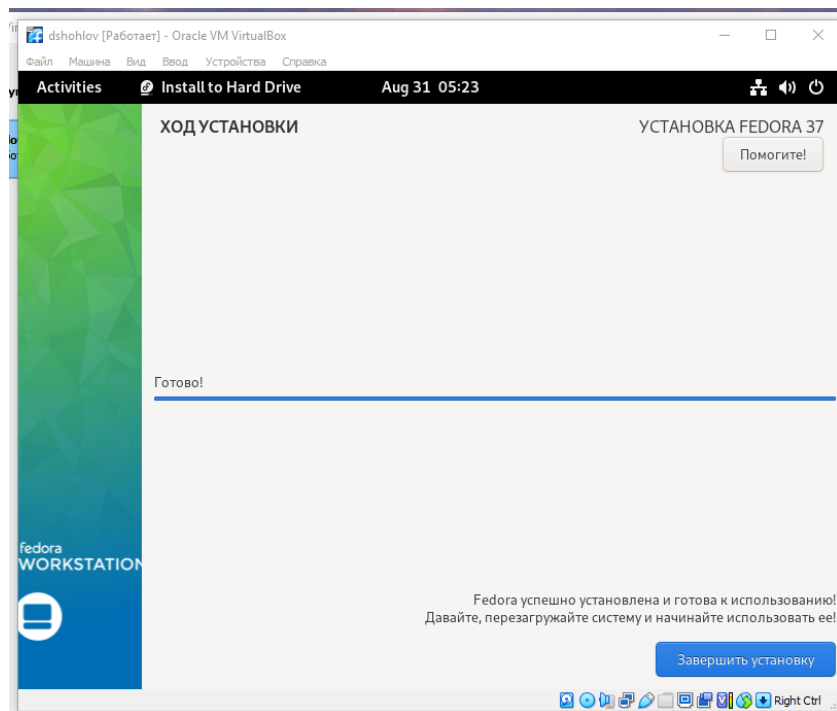 dshohlov [Работает] - Oracle VM VirtualBox
Файл Машина Вид Ввод Устройства Справка
Activities Install to Hard Drive Aug 31 05:23
ХОД УСТАНОВКИ
УСТАНОВКА FEDORA 37
Помогите!
Готово!
fedora
WORKSTATION
Fedora успешно установлена и готова к использованию!
Давайте, перезагружайте систему и начинайте использовать ее!
Завершить установку
Right Ctrl